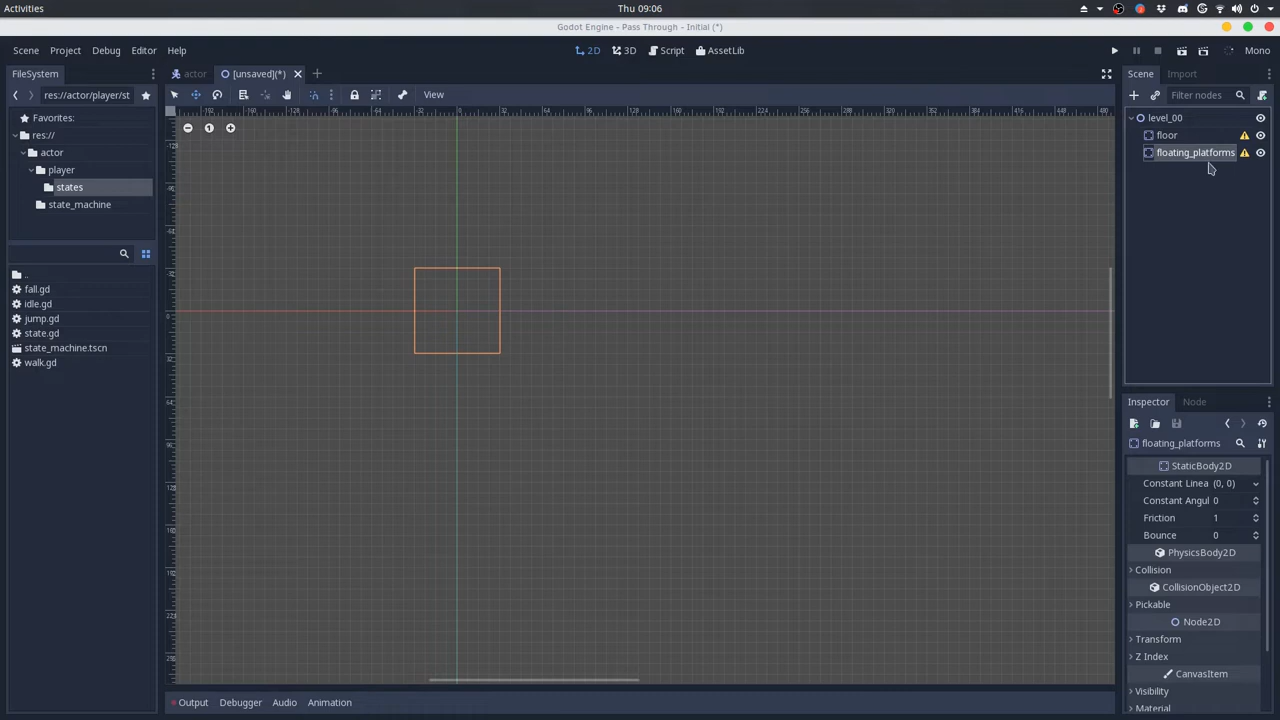 Activities
Thu 09:06
Godot Engine - Pass Through - Initial (*)
Scene Project Debug Editor Help
2D 3D Script AssetLib
Mono
FileSystem
actor [unsaved](*)
Scene Import
res://actor/player/st
View
Filter nodes
Favorites:
res://
actor
player
states
state_machine
..
fall.gd
idle.gd
jump.gd
state.gd
state_machine.tscn
walk.gd
1
level_00
floor
floating_platforms
Inspector Node
floating_platforms
StaticBody2D
Constant Linea (0, 0)
Constant Angul 0
Friction 1
Bounce 0
PhysicsBody2D
Collision
CollisionObject2D
Pickable
Node2D
Transform
Z Index
CanvasItem
Visibility
Material
Output Debugger Audio Animation